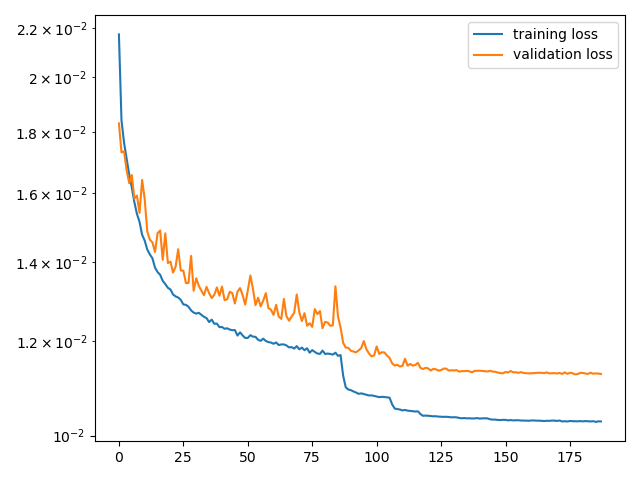 2.2 × 10⁻²
2 × 10⁻²
1.8 × 10⁻²
1.6 × 10⁻²
1.4 × 10⁻²
1.2 × 10⁻²
10⁻²
training loss
validation loss
0 25 50 75 100 125 150 175